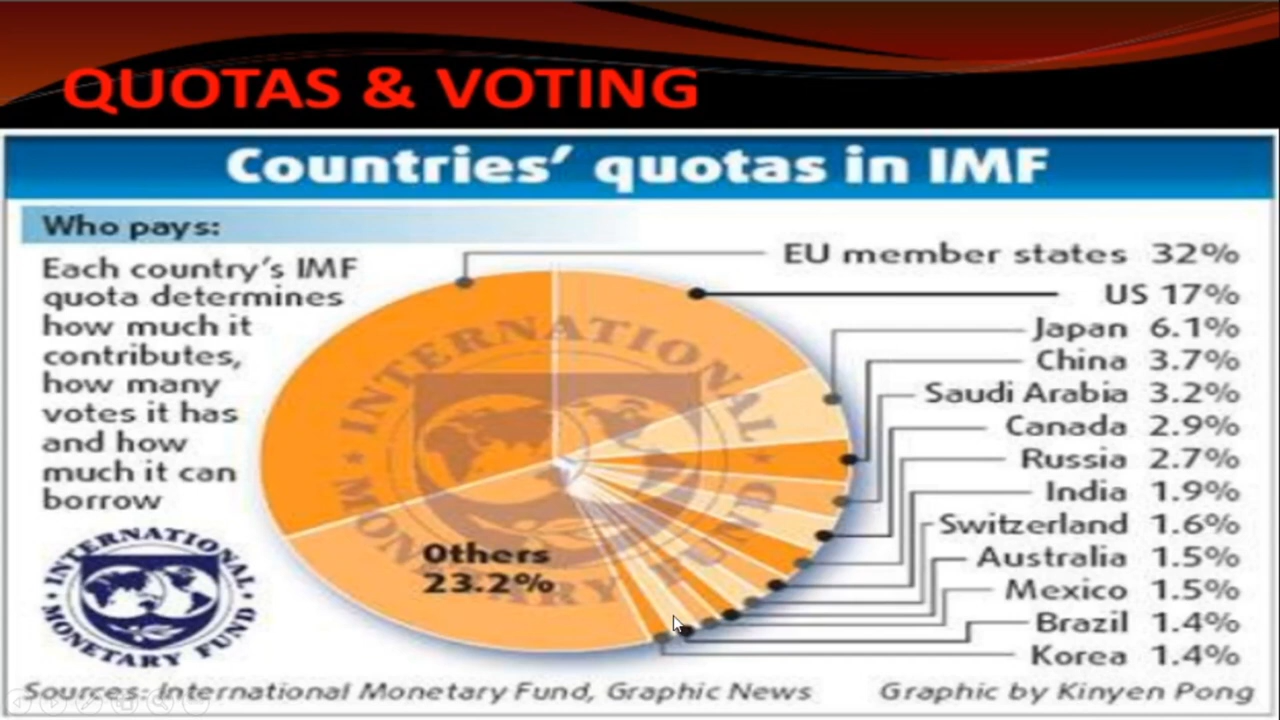 QUOTAS & VOTING
Countries' quotas in IMF
Who pays:
Each country's IMF
quota determines
how much it
contributes,
how many
votes it has
and how
much it can
borrow
EU member states 32%
US 17%
Japan 6.1%
China 3.7%
Saudi Arabia 3.2%
Canada 2.9%
Russia 2.7%
India 1.9%
Switzerland 1.6%
Australia 1.5%
Mexico 1.5%
Brazil 1.4%
Korea 1.4%
Others
23.2%
INTERNATIONAL
MONETARY FUND
INTERNATIONAL
MONETARY FUND
Sources: International Monetary Fund, Graphic News
Graphic by Kinyen Pong